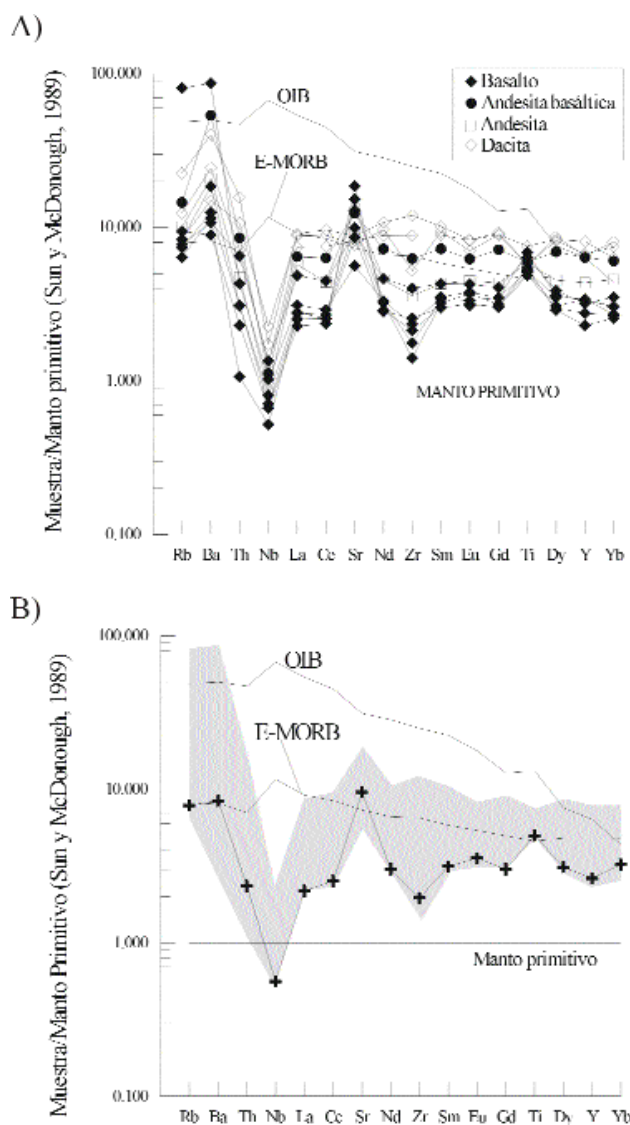 A)
Muestra/Manto primitivo (Sun y McDonough, 1989)
100.000
10.000
1.000
0.100
OIB
E-MORB
Basalto
Andesita basáltica
Andesita
Dacita
MANTO PRIMITIVO
Rb Ba Th Nb La Ce Sr Nd Zr Sm Eu Gd Ti Dy Y Yb
B)
Muestra/Manto Primitivo (Sun y McDonough, 1989)
100.000
10.000
1.000
0.100
OIB
E-MORB
Manto primitivo
Rb Ba Th Nb La Ce Sr Nd Zr Sm Eu Gd Ti Dy Y Yb